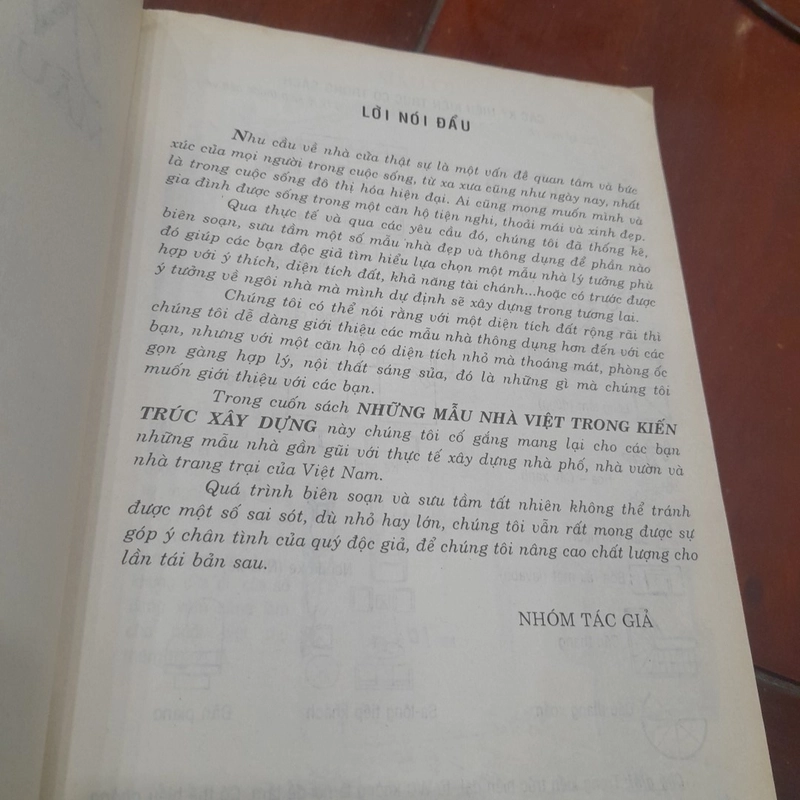 LỜI NÓI ĐẦU
Nhu cầu về nhà cửa thật sự là một vấn đề quan tâm và bức
xúc của mọi người trong cuộc sống, từ xa xưa cũng như ngày nay, nhất
là trong cuộc sống đô thị hóa hiện đại. Ai cũng mong muốn mình và
gia đình được sống trong một căn hộ tiện nghi, thoải mái và xinh đẹp.
Qua thực tế và qua các yêu cầu đó, chúng tôi đã thống kê,
biên soạn, sưu tầm một số mẫu nhà đẹp và thông dụng để phần nào
đó giúp các bạn độc giả tìm hiểu lựa chọn một mẫu nhà lý tưởng phù
hợp với ý thích, diện tích đất, khả năng tài chánh...hoặc có trước được
ý tưởng về ngôi nhà mà mình dự định sẽ xây dựng trong tương lai.
Chúng tôi có thể nói rằng với một diện tích đất rộng rãi thì
chúng tôi dễ dàng giới thiệu các mẫu nhà thông dụng hơn đến với các
bạn, nhưng với một căn hộ có diện tích nhỏ mà thoáng mát, phòng ốc
gọn gàng hợp lý, nội thất sáng sủa, đó là những gì mà chúng tôi
muốn giới thiệu với các bạn.
Trong cuốn sách NHỮNG MẪU NHÀ VIỆT TRONG KIẾN
TRÚC XÂY DỰNG này chúng tôi cố gắng mang lại cho các bạn
những mẫu nhà gần gũi với thực tế xây dựng nhà phố, nhà vườn và
nhà trang trại của Việt Nam.
Quá trình biên soạn và sưu tầm tất nhiên không thể tránh
được một số sai sót, dù nhỏ hay lớn, chúng tôi vẫn rất mong được sự
góp ý chân tình của quý độc giả, để chúng tôi nâng cao chất lượng cho
lần tái bản sau.
NHÓM TÁC GIẢ